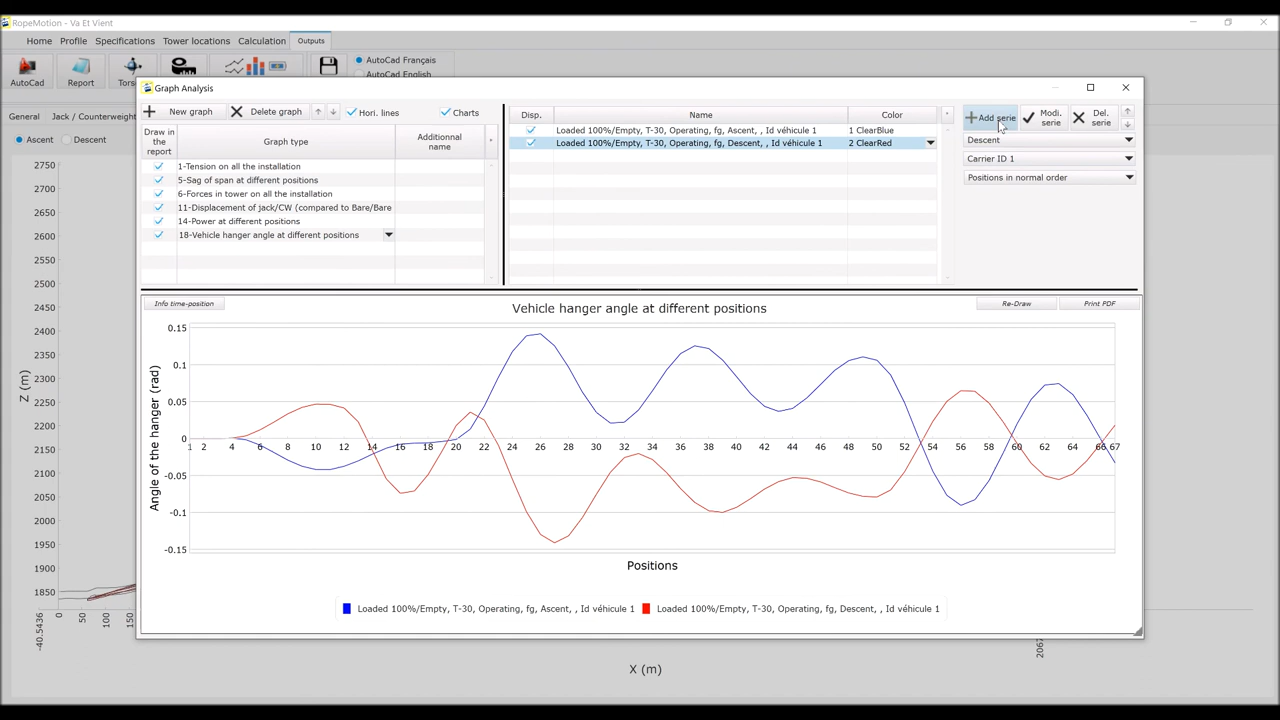 RopeMotion - Va Et Vient
Home Profile Specifications Tower locations Calculation Outputs
AutoCad Français
AutoCad English
AutoCad Report
General Jack / Counterweight
Ascent Descent
Graph Analysis
New graph Delete graph Hori. lines Charts
Draw in the report Graph type Additionnal name
1-Tension on all the installation
5-Sag of span at different positions
6-Forces in tower on all the installation
11-Displacement of jack/CW (compared to Bare/Bare
14-Power at different positions
18-Vehicle hanger angle at different positions
Disp. Name Color
Loaded 100%/Empty, T-30, Operating, fg, Ascent, , Id véhicule 1 1 ClearBlue
Loaded 100%/Empty, T-30, Operating, fg, Descent, , Id véhicule 1 2 ClearRed
Add serie Modi. serie Del. serie
Descent
Carrier ID 1
Positions in normal order
Info time-position Re-Draw Print PDF
Vehicle hanger angle at different positions
Angle of the hanger (rad)
0.15
0.1
0.05
0
-0.05
-0.1
-0.15
1 2 4 6 8 10 12 14 16 18 20 22 24 26 28 30 32 34 36 38 40 42 44 46 48 50 52 54 56 58 60 62 64 66 67
Positions
Loaded 100%/Empty, T-30, Operating, fg, Ascent, , Id véhicule 1 Loaded 100%/Empty, T-30, Operating, fg, Descent, , Id véhicule 1
Z (m)
2750
2650
2600
2550
2500
2450
2400
2350
2300
2250
2200
2150
2100
2050
2000
1950
1900
1850
-40.5436 0 50 100
X (m)